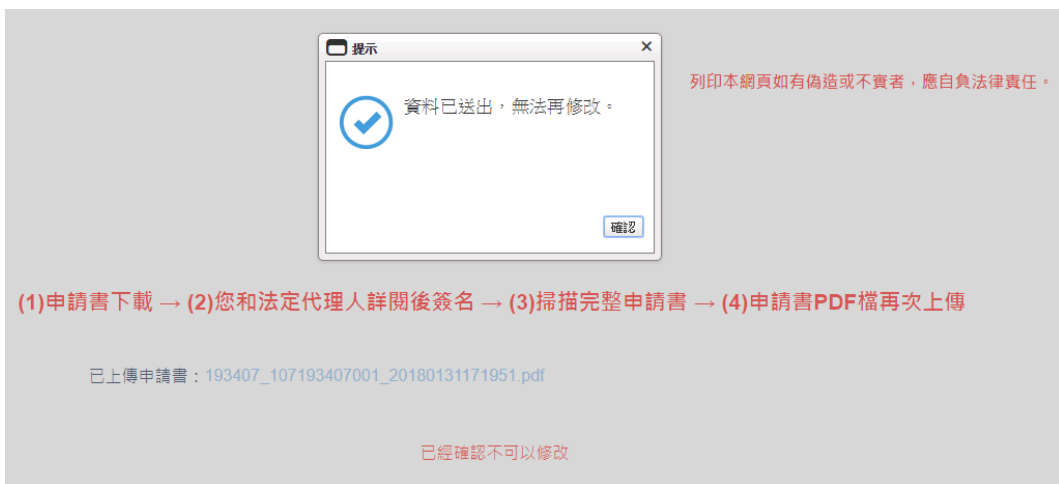 提示
資料已送出，無法再修改。
確認
列印本網頁如有偽造或不實者，應自負法律責任。
(1)申請書下載 → (2)您和法定代理人詳閱後簽名 → (3)掃描完整申請書 → (4)申請書PDF檔再次上傳
已上傳申請書：193407_107193407001_20180131171951.pdf
已經確認不可以修改